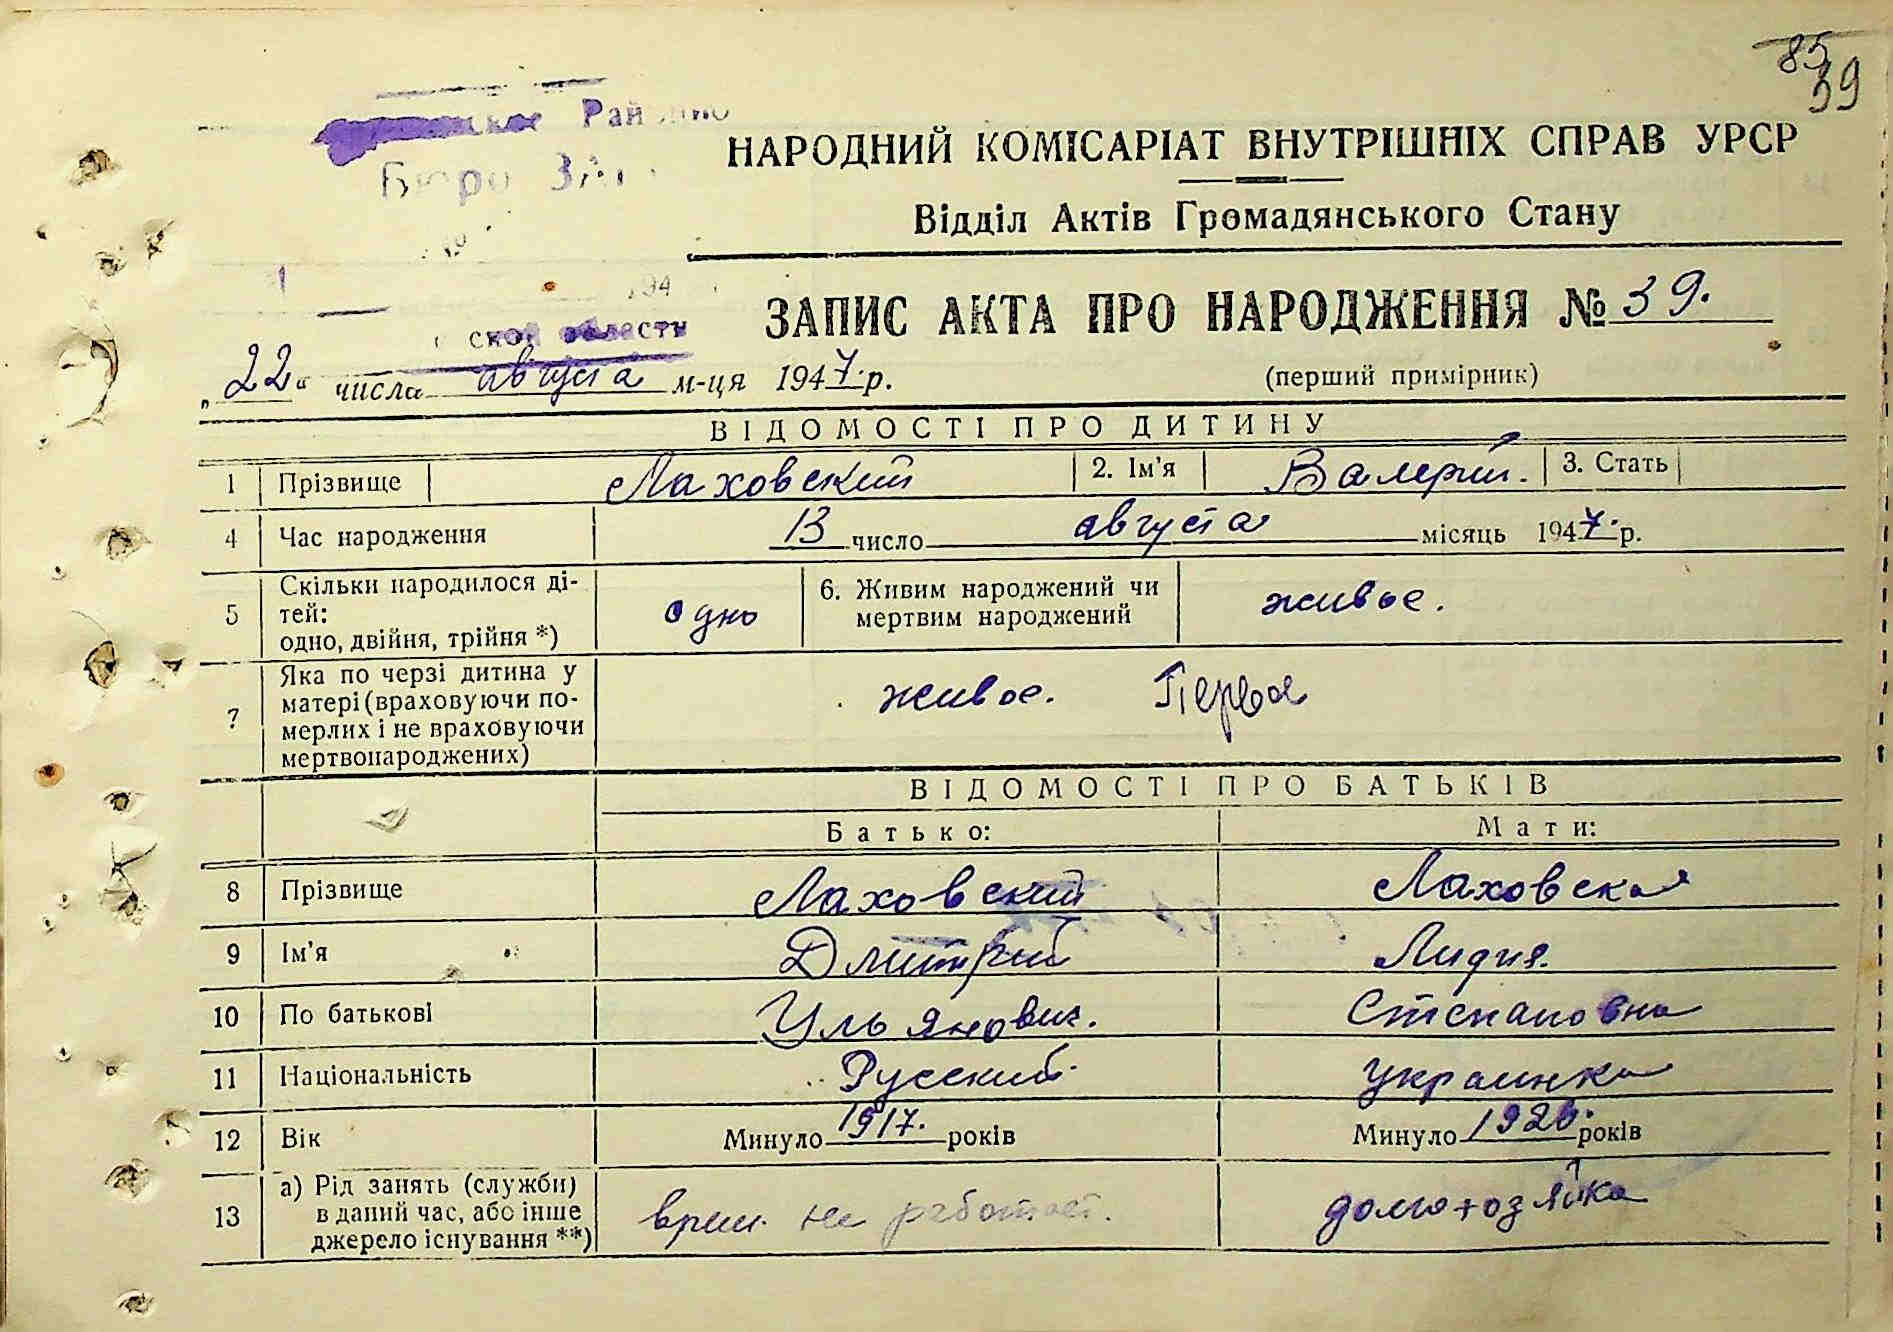 85
39
Рай
Бюро ЗА
НАРОДНИЙ КОМІСАРІАТ ВНУТРІШНІХ СПРАВ УРСР
Відділ Актів Громадянського Стану
194
ской области
ЗАПИС АКТА ПРО НАРОДЖЕННЯ № 39.
„22“ числа августа м-ця 1947 р.
(перший примірник)
ВІДОМОСТІ ПРО ДИТИНУ
1 Прізвище Лаховский 2. Ім'я Валерий. 3. Стать
4 Час народження 13 число августа місяць 1947 р.
5 Скільки народилося ді-
тей:
одно, двійня, трійня *) одно 6. Живим народжений чи
мертвим народжений живое.
7 Яка по черзі дитина у
матері (враховуючи по-
мерлих і не враховуючи
мертвонароджених) живое. Первое
ВІДОМОСТІ ПРО БАТЬКІВ
Батько: Мати:
8 Прізвище Лаховский Лаховская
9 Ім'я Дмитрий Лидия.
10 По батькові Ульянович. Степановна
11 Національність Русский. украинка
12 Вік Минуло 1917. років Минуло 1926. років
13 а) Рід занять (служби)
в даний час, або інше
джерело існування **) врем. не работает. домохозяйка